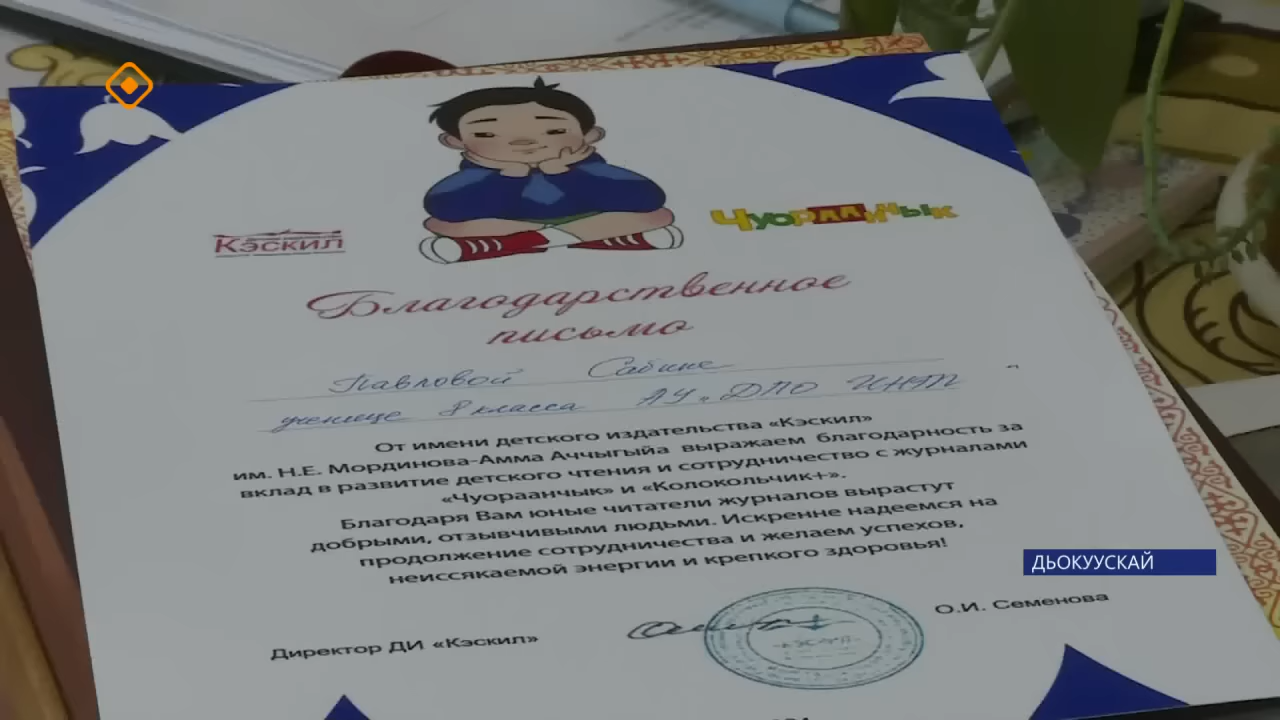 Кэскил
Чуораанчык
Благодарственное
письмо
Павловой Сабине
ученице 8 класса АУ "ДПО ИНТП
От имени детского издательства «Кэскил»
им. Н.Е. Мординова-Амма Аччыгыйа выражаем благодарность за
вклад в развитие детского чтения и сотрудничество с журналами
«Чуораанчык» и «Колокольчик+».
Благодаря Вам юные читатели журналов вырастут
добрыми, отзывчивыми людьми. Искренне надеемся на
продолжение сотрудничества и желаем успехов,
неиссякаемой энергии и крепкого здоровья!
ДЬОКУУСКАЙ
Директор ДИ «Кэскил»
О.И. Семенова